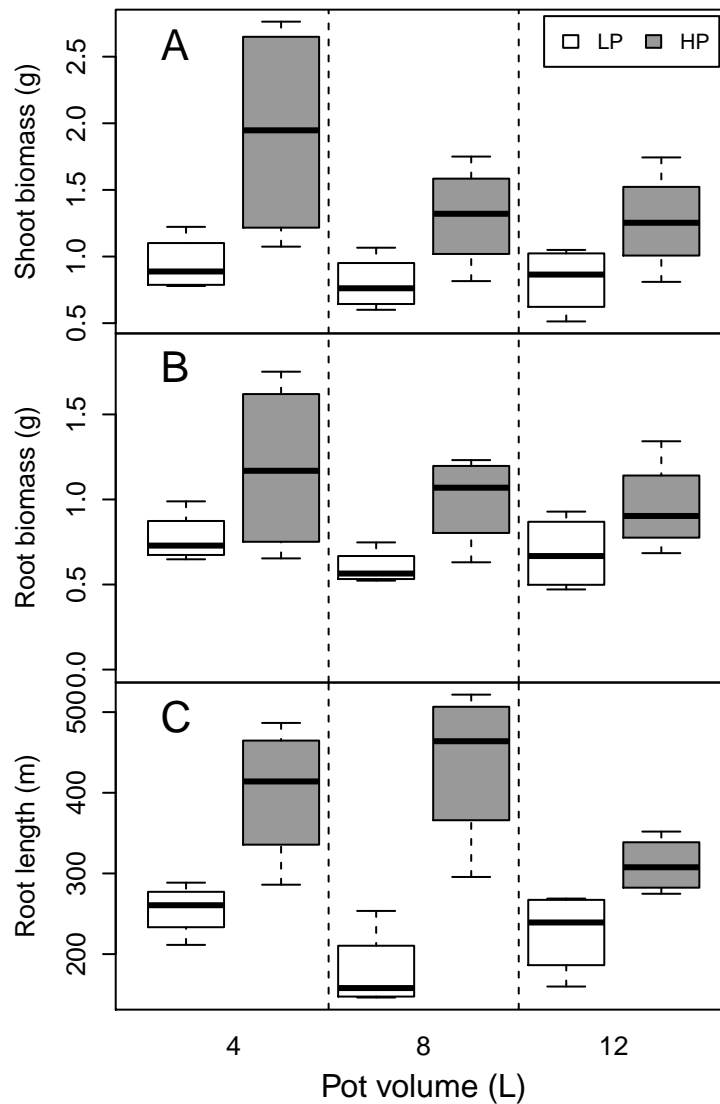 A
LP HP
Shoot biomass (g)
2.5
2.0
1.5
1.0
0.5
B
Root biomass (g)
1.5
1.0
0.5
0.0
C
Root length (m)
500
400
300
200
4 8 12
Pot volume (L)